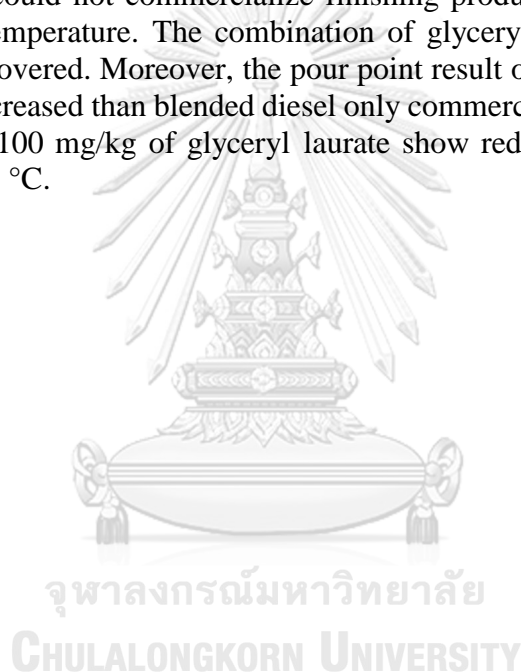 could not commercialize finishing produ
emperature. The combination of glycery
overed. Moreover, the pour point result o
creased than blended diesel only commerc
100 mg/kg of glyceryl laurate show red
°C.
จุฬาลงกรณ์มหาวิทยาลัย
CHULALONGKORN UNIVERSITY